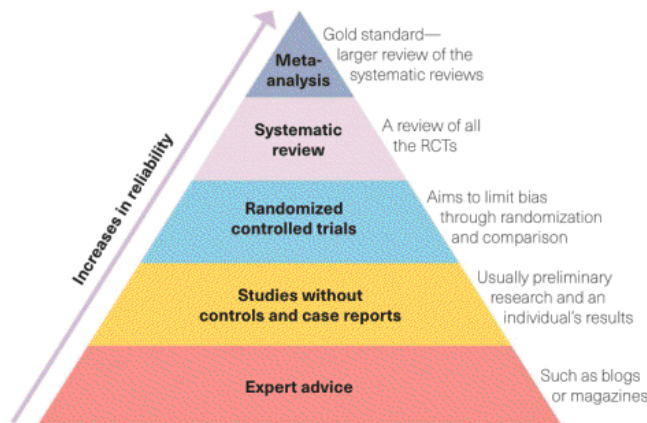 Meta-
analysis
Gold standard—
larger review of the
systematic reviews
Systematic
review
A review of all
the RCTs
Randomized
controlled trials
Aims to limit bias
through randomization
and comparison
Studies without
controls and case reports
Usually preliminary
research and an
individual's results
Expert advice
Such as blogs
or magazines
Increases in reliability